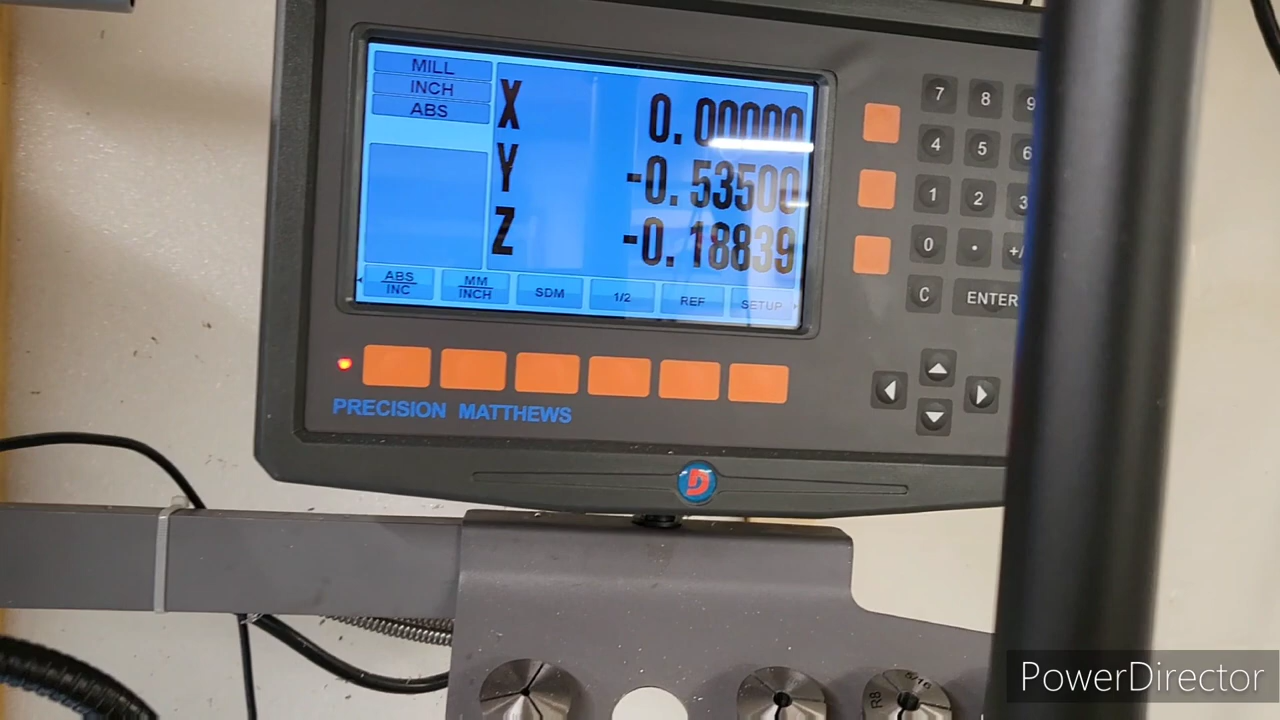 MILL
INCH
ABS
X 0.00000
Y -0.53500
Z -0.18839
ABS
INC
MM
INCH
SDM
1/2
REF
SETUP
7 8 9
4 5 6
1 2 3
0 • +/
C ENTER
PRECISION MATTHEWS
D
R8
PowerDirector